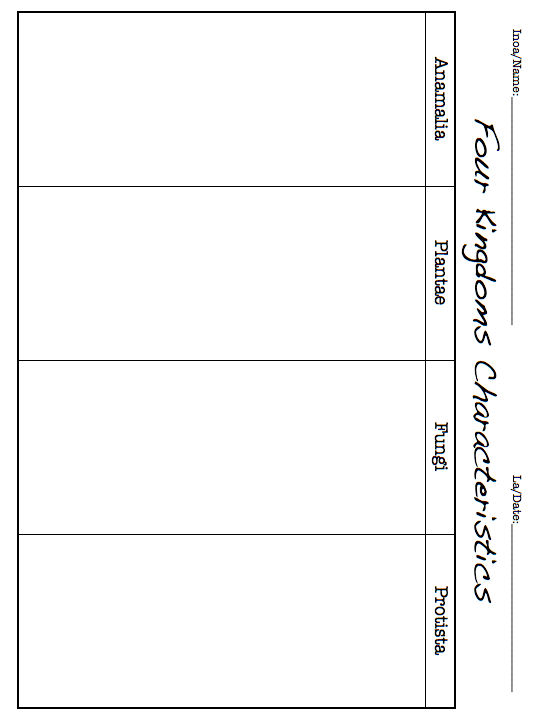 Inoa/Name: La/Date:
Four Kingdoms Characteristics
Anamalia Plantae Fungi Protista